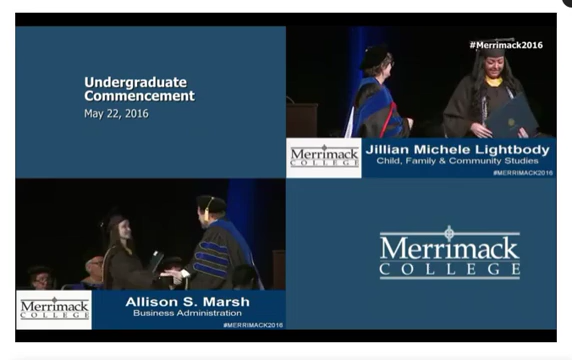 Undergraduate
Commencement
May 22, 2016
#Merrimack2016
Merrimack
COLLEGE
Jillian Michele Lightbody
Child, Family & Community Studies
#MERRIMACK2016
Merrimack
COLLEGE
Allison S. Marsh
Business Administration
#MERRIMACK2016
Merrimack
COLLEGE